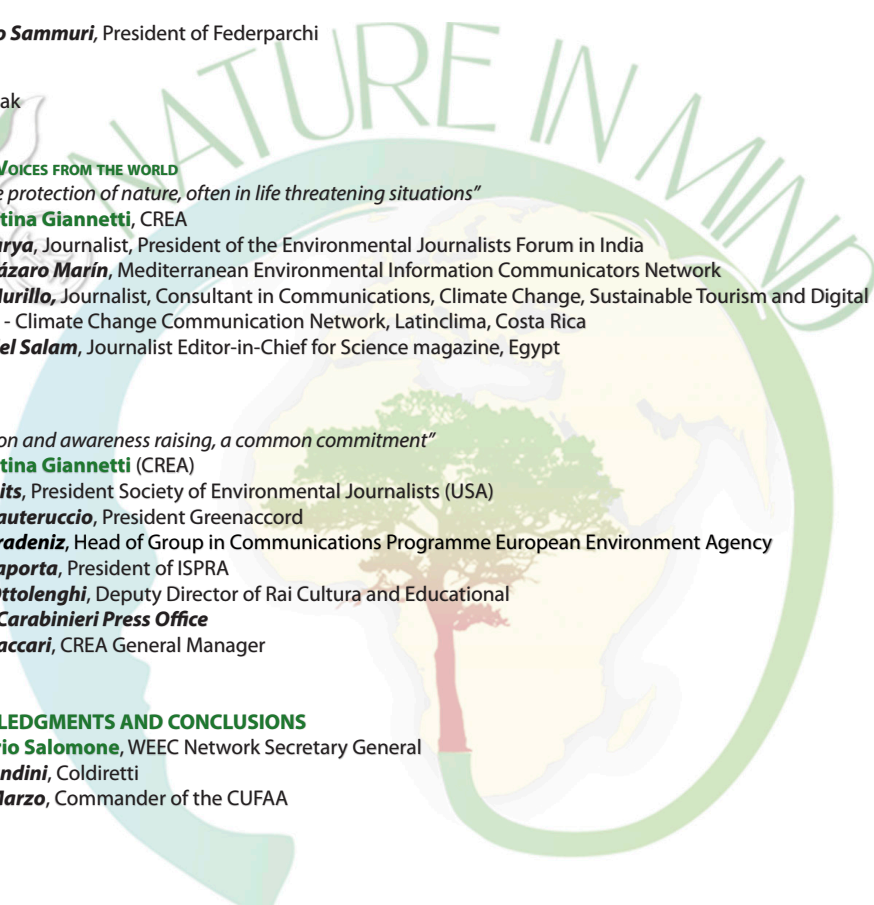 o Sammuri, President of Federparchi
ak
NATURE IN MIND
VOICES FROM THE WORLD
e protection of nature, often in life threatening situations”
tina Giannetti, CREA
arya, Journalist, President of the Environmental Journalists Forum in India
ázaro Marín, Mediterranean Environmental Information Communicators Network
Murillo, Journalist, Consultant in Communications, Climate Change, Sustainable Tourism and Digital
- Climate Change Communication Network, Latinclima, Costa Rica
el Salam, Journalist Editor-in-Chief for Science magazine, Egypt
on and awareness raising, a common commitment”
tina Giannetti (CREA)
its, President Society of Environmental Journalists (USA)
auteruccio, President Greenaccord
radeniz, Head of Group in Communications Programme European Environment Agency
aporta, President of ISPRA
Ottolenghi, Deputy Director of Rai Cultura and Educational
Carabinieri Press Office
accari, CREA General Manager
LEDGMENTS AND CONCLUSIONS
rio Salomone, WEEC Network Secretary General
ndini, Coldiretti
Marzo, Commander of the CUFAA